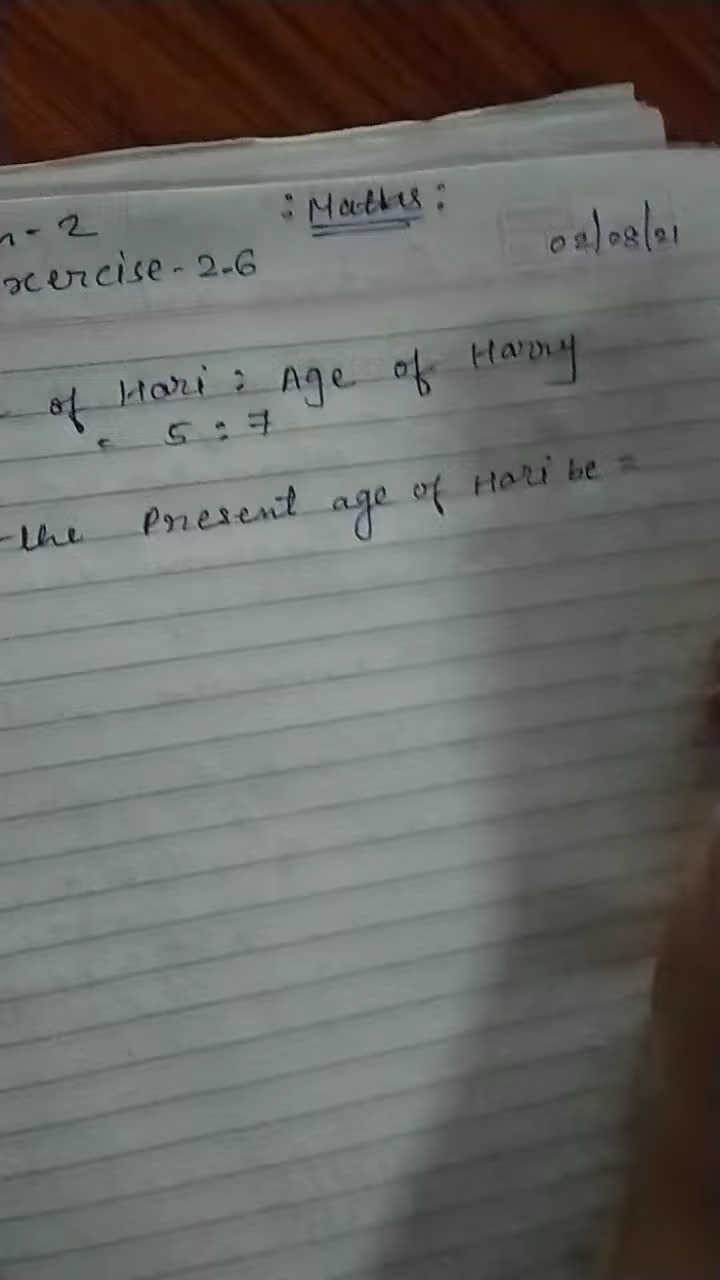 : Maths :
n-2
02/08/21
xercise-2.6
of Hari : Age of Harry
= 5 : 7
the Present age of Hari be =